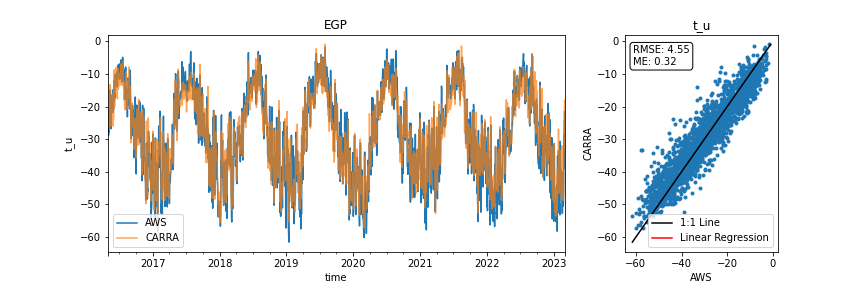 EGP
t_u
0
−10
−20
−30
−40
−50
−60
t_u
AWS
CARRA
2017
2018
2019
2020
2021
2022
2023
time
t_u
RMSE: 4.55
ME: 0.32
0
−10
−20
−30
−40
−50
−60
CARRA
1:1 Line
Linear Regression
−60
−40
−20
0
AWS